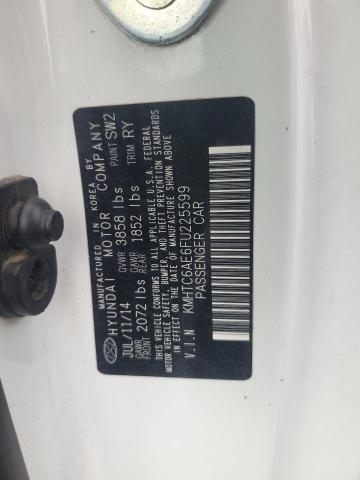 MANUFACTURED IN KOREA BY
HYUNDAI MOTOR COMPANY
JUL/11/14 GVWR 3858 lbs PAINT SW2
GAWR FRONT 2072 lbs GAWR REAR 1852 lbs TRIM RY
THIS VEHICLE CONFORMS TO ALL APPLICABLE U.S.A. FEDERAL
MOTOR VEHICLE SAFETY, BUMPER, AND THEFT PREVENTION STANDARDS
IN EFFECT ON THE DATE OF MANUFACTURE SHOWN ABOVE.
V.I.N KMHTC6AE6FU225599
PASSENGER CAR